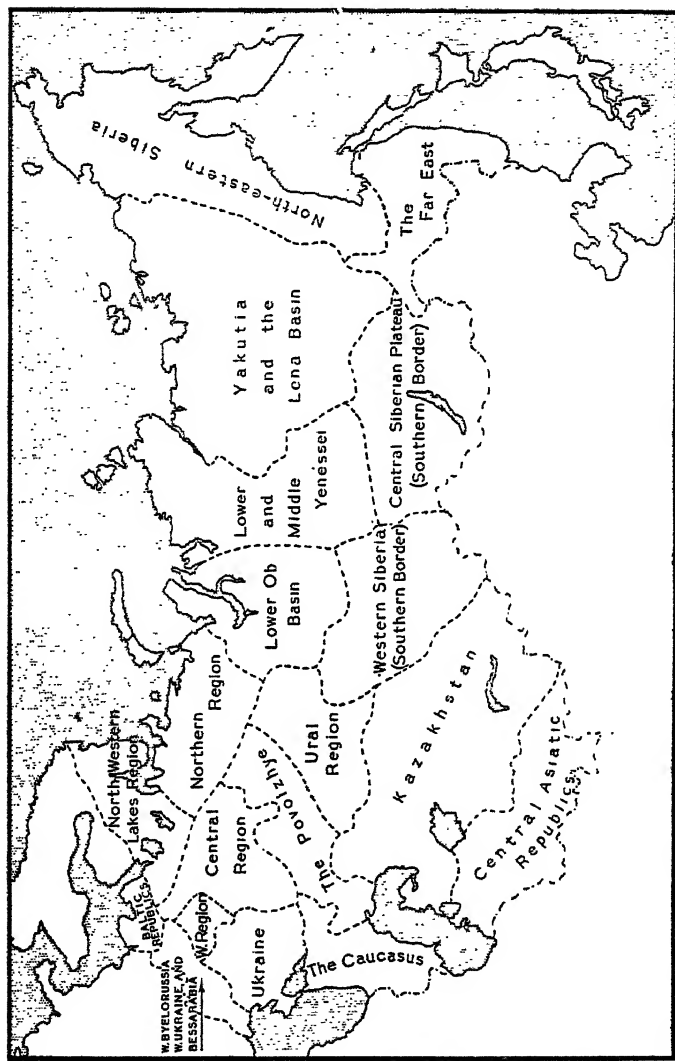 North-eastern Siberia
The
Far East
Yakutia
and the
Lena Basin
Central Siberian Plateau
(Southern Border)
Lower
and
Middle
Yenéssei
Lower Ob
Basin
Western Siberia
(Southern Border)
Northern
Region
North Western
Lakes Region
Ural
Region
Kazakhstan
Central Asiatic
Republics
The Povolzhye
Central
Region
BALTIC
REPUBLICS
W. Region
W. BYELORUSSIA
W. UKRAINE, AND
BESSARABIA
Ukraine
The Caucasus